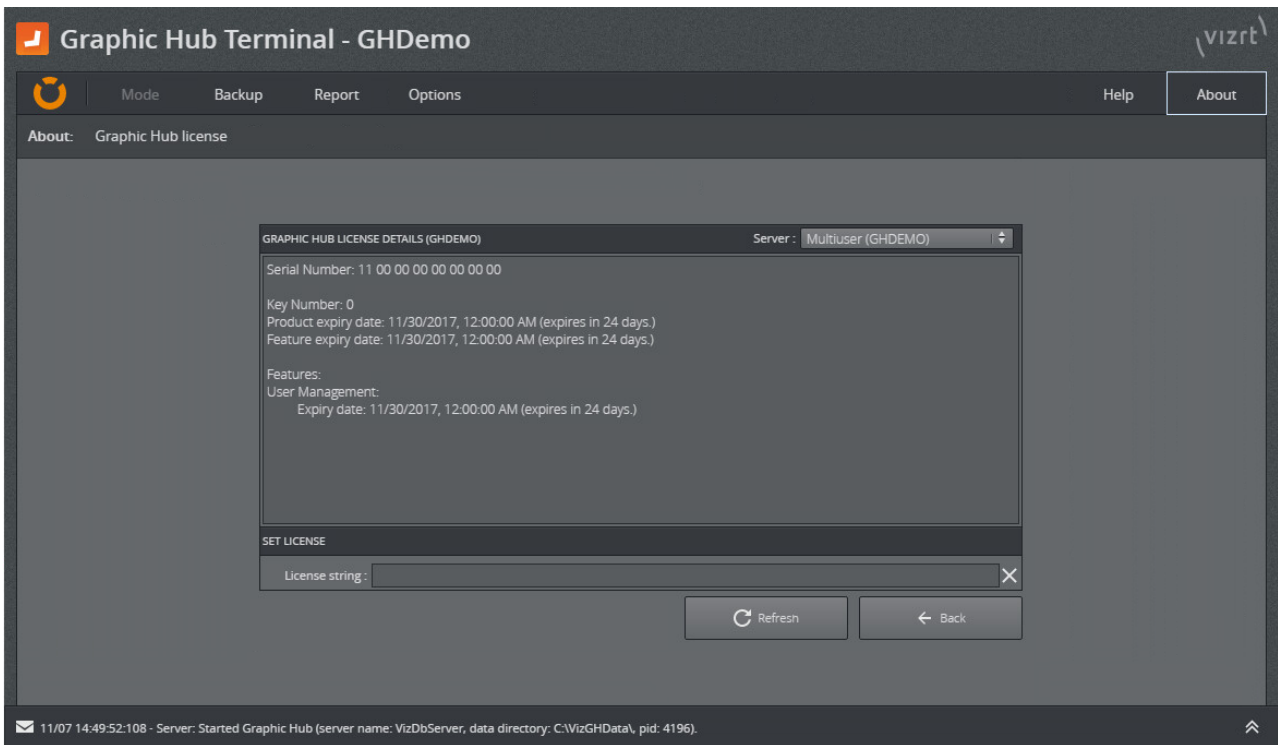 Graphic Hub Terminal - GHDemo
vizrt
Mode Backup Report Options Help About
About: Graphic Hub license
GRAPHIC HUB LICENSE DETAILS (GHDEMO) Server : Multiuser (GHDEMO)
Serial Number: 11 00 00 00 00 00 00 00
Key Number: 0
Product expiry date: 11/30/2017, 12:00:00 AM (expires in 24 days.)
Feature expiry date: 11/30/2017, 12:00:00 AM (expires in 24 days.)
Features:
User Management:
Expiry date: 11/30/2017, 12:00:00 AM (expires in 24 days.)
SET LICENSE
License string :
Refresh Back
11/07 14:49:52:108 - Server: Started Graphic Hub (server name: VizDbServer, data directory: C:\VizGHData\, pid: 4196).